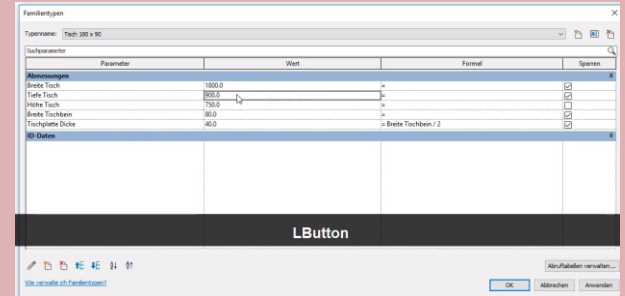 Familientypen
Typenname: Tisch 180 x 90
Suchparameter
Parameter Wert Formel Sperren
Abmessungen
Breite Tisch 1800.0 =
Tiefe Tisch 900.0 =
Höhe Tisch 750.0 =
Breite Tischbein 80.0 =
Tischplatte Dicke 40.0 = Breite Tischbein / 2
ID-Daten
LButton
Abruftabellen verwalten...
Wie verwalte ich Familientypen?
OK Abbrechen Anwenden